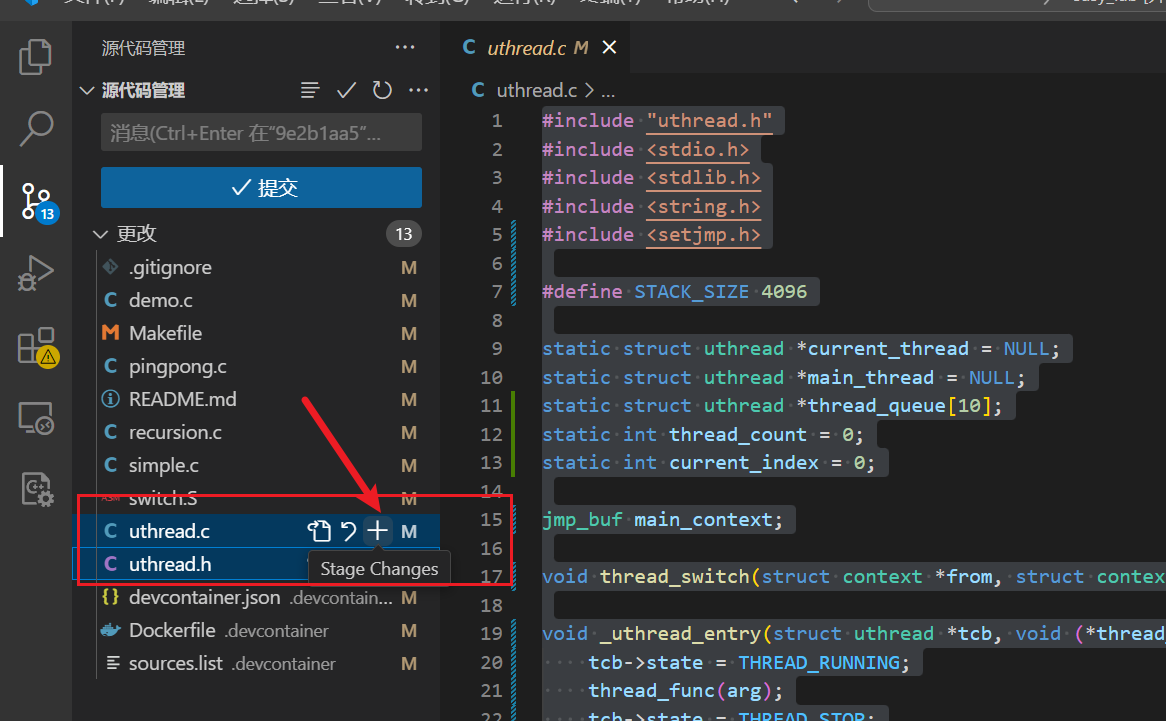 源代码管理
源代码管理
消息(Ctrl+Enter 在"9e2b1aa5"...
提交
更改 13
.gitignore M
demo.c M
Makefile M
pingpong.c M
README.md M
recursion.c M
simple.c M
switch.S M
uthread.c M
uthread.h
Stage Changes
devcontainer.json .devcontain... M
Dockerfile .devcontainer M
sources.list .devcontainer M
13
uthread.c M
uthread.c > ...
1 #include "uthread.h"
2 #include <stdio.h>
3 #include <stdlib.h>
4 #include <string.h>
5 #include <setjmp.h>
6
7 #define STACK_SIZE 4096
8
9 static struct uthread *current_thread = NULL;
10 static struct uthread *main_thread = NULL;
11 static struct uthread *thread_queue[10];
12 static int thread_count = 0;
13 static int current_index = 0;
14
15 jmp_buf main_context;
16
17 void thread_switch(struct context *from, struct contex
18
19 void _uthread_entry(struct uthread *tcb, void (*thread_
20 tcb->state = THREAD_RUNNING;
21 thread_func(arg);
22 tcb->state = THREAD_STOP;